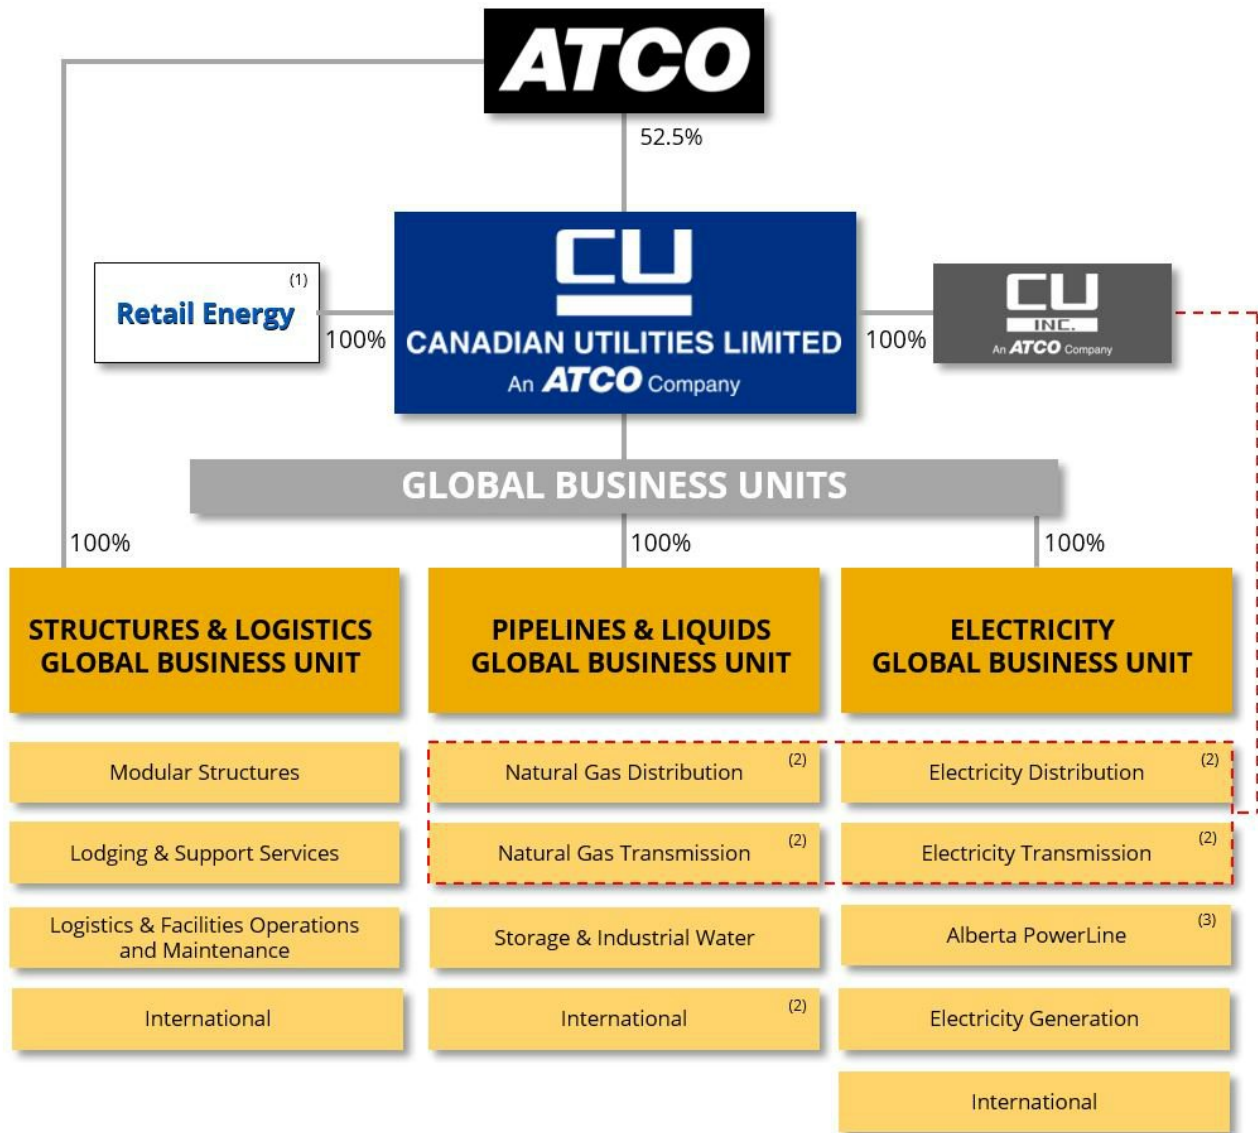 ATCO
52.5%
Retail Energy (1)
100%
CU
CANADIAN UTILITIES LIMITED
An ATCO Company
100%
CU
INC.
An ATCO Company
GLOBAL BUSINESS UNITS
100%
100%
100%
STRUCTURES & LOGISTICS
GLOBAL BUSINESS UNIT
Modular Structures
Lodging & Support Services
Logistics & Facilities Operations
and Maintenance
International
PIPELINES & LIQUIDS
GLOBAL BUSINESS UNIT
Natural Gas Distribution (2)
Natural Gas Transmission (2)
Storage & Industrial Water
International (2)
ELECTRICITY
GLOBAL BUSINESS UNIT
Electricity Distribution (2)
Electricity Transmission (2)
Alberta PowerLine (3)
Electricity Generation
International